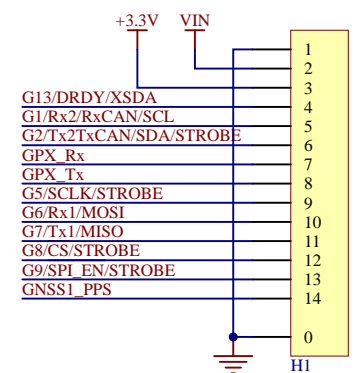 +3.3V VIN
1
2
3
G13/DRDY/XSDA 4
G1/Rx2/RxCAN/SCL 5
G2/Tx2TxCAN/SDA/STROBE 6
GPX_Rx 7
GPX_Tx 8
G5/SCLK/STROBE 9
G6/Rx1/MOSI 10
G7/Tx1/MISO 11
G8/CS/STROBE 12
G9/SPI_EN/STROBE 13
GNSS1_PPS 14
0
H1